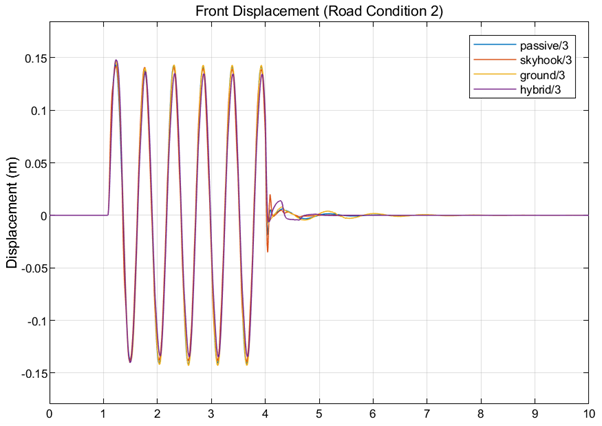 Front Displacement (Road Condition 2)
passive/3
skyhook/3
ground/3
hybrid/3
Displacement (m)
0.15
0.1
0.05
0
-0.05
-0.1
-0.15
0 1 2 3 4 5 6 7 8 9 10